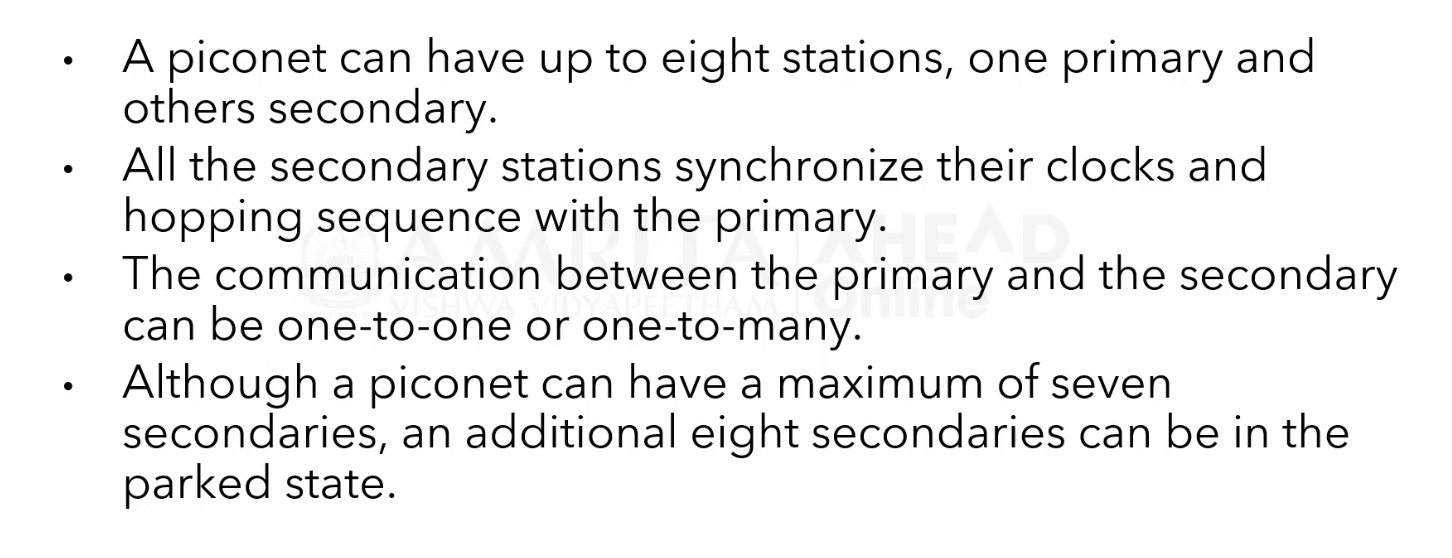 • A piconet can have up to eight stations, one primary and
others secondary.
• All the secondary stations synchronize their clocks and
hopping sequence with the primary.
AMRITA AHEAD
• The communication between the primary and the secondary
VISHWA VIDYAPEETHAM Online
can be one-to-one or one-to-many.
• Although a piconet can have a maximum of seven
secondaries, an additional eight secondaries can be in the
parked state.